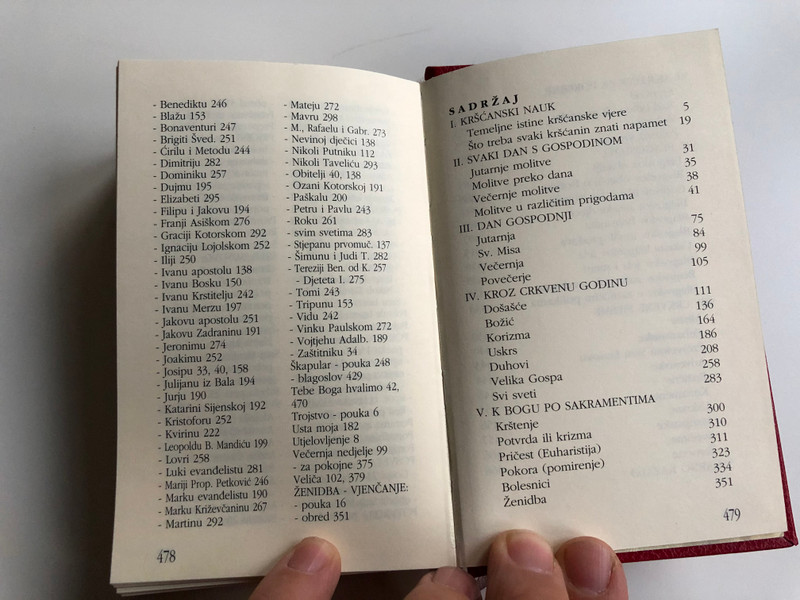 - Benediktu 246
- Blažu 153
- Bonaventuri 247
- Brigiti Šved. 251
- Ćirilu i Metodu 244
- Dimitriju 282
- Dominiku 257
- Dujmu 195
- Elizabeti 295
- Filipu i Jakovu 194
- Franji Asiškom 276
- Graciji Kotorskom 292
- Ignaciju Lojolskom 252
- Iliji 250
- Ivanu apostolu 138
- Ivanu Bosku 150
- Ivanu Krstitelju 242
- Ivanu Merzu 197
- Jakovu apostolu 251
- Jakovu Zadraninu 191
- Jeronimu 274
- Joakimu 252
- Josipu 33, 40, 158
- Julijanu iz Bala 194
- Jurju 190
- Katarini Sijenskoj 192
- Kristoforu 252
- Kvirinu 222
- Leopoldu B. Mandiću 199
- Lovri 258
- Luki evanđelistu 281
- Mariji Prop. Petković 246
- Marku evanđelistu 190
- Marku Križevčaninu 267
- Martinu 292
- Mateju 272
- Mavru 298
- M., Rafaelu i Gabr. 273
- Nevinoj dječici 138
- Nikoli Putniku 112
- Nikoli Taveliću 293
- Obitelji 40, 138
- Ozani Kotorskoj 191
- Paškalu 200
- Petru i Pavlu 243
- Roku 261
- svim svetima 283
- Stjepanu prvomuč. 137
- Šimunu i Judi T. 282
- Tereziji Ben. od K. 257
- Djeteta I. 275
- Tomi 243
- Tripunu 153
- Vidu 242
- Vinku Paulskom 272
- Vojtjehu Adalb. 189
- Zaštitniku 34
Škapular - pouka 248
- blagoslov 429
Tebe Boga hvalimo 42,
470
Trojstvo - pouka 6
Usta moja 182
Utjelovljenje 8
Večernja nedjelje 99
- za pokojne 375
Veliča 102, 379
ŽENIDBA - VJENČANJE:
- pouka 16
- obred 351
478
SADRŽAJ
I. KRŠĆANSKI NAUK
Temeljne istine kršćanske vjere 5
Što treba svaki kršćanin znati napamet 19
II. SVAKI DAN S GOSPODINOM
Jutarnje molitve 31
Molitve preko dana 35
Večernje molitve 38
Molitve u različitim prigodama 41
III. DAN GOSPODNJI
Jutarnja 75
Sv. Misa 84
Večernja 99
Povečerje 105
IV. KROZ CRKVENU GODINU
Došašće 111
Božić 136
Korizma 164
Uskrs 186
Duhovi 208
Velika Gospa 258
Svi sveti 283
V. K BOGU PO SAKRAMENTIMA
Krštenje 300
Potvrda ili krizma 310
Pričest (Euharistija) 311
Pokora (pomirenje) 323
Bolesnici 334
Ženidba 351
479